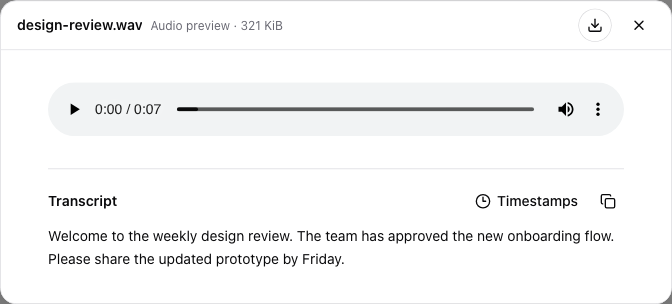 design-review.wav Audio preview · 321 KiB
0:00 / 0:07
Transcript Timestamps
Welcome to the weekly design review. The team has approved the new onboarding flow.
Please share the updated prototype by Friday.